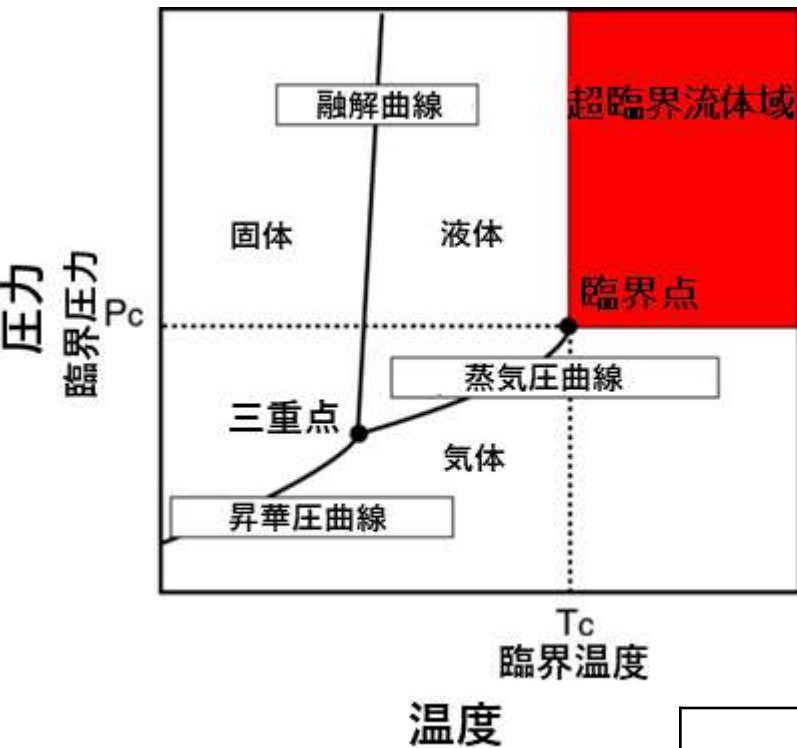 融解曲線
超臨界流体域
固体
液体
圧力
臨界圧力
Pc
臨界点
蒸気圧曲線
三重点
気体
昇華圧曲線
Tc
臨界温度
温度